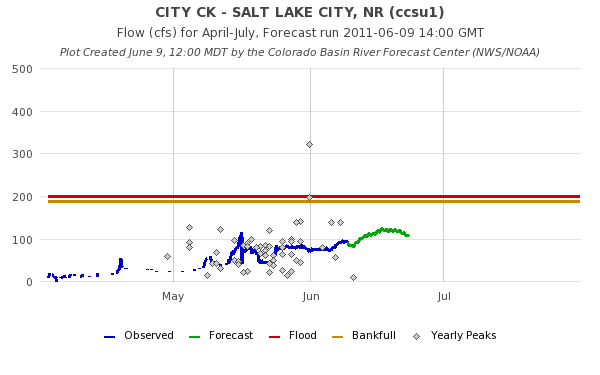 CITY CK - SALT LAKE CITY, NR (ccsu1)
Flow (cfs) for April-July, Forecast run 2011-06-09 14:00 GMT
Plot Created June 9, 12:00 MDT by the Colorado Basin River Forecast Center (NWS/NOAA)
500
400
300
200
100
0
May Jun Jul
Observed Forecast Flood Bankfull Yearly Peaks